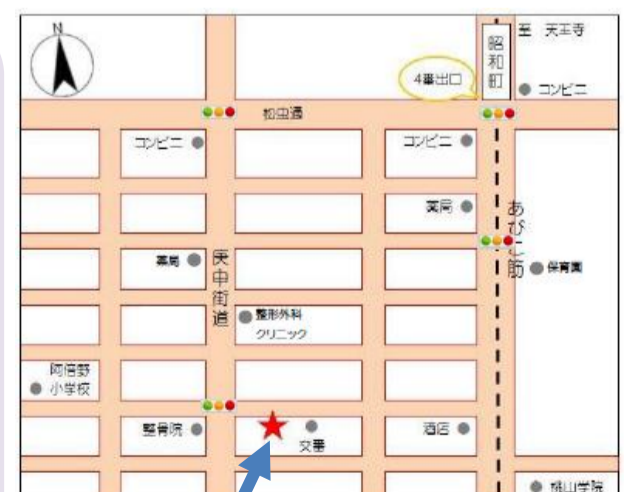 至 天王寺
昭和町
4番出口
コンビニ
松虫通
コンビニ
コンビニ
薬局
あびこ筋
薬局
庚申街道
保育園
整形外科
クリニック
阿倍野
小学校
整骨院
交番
酒店
桃山学院